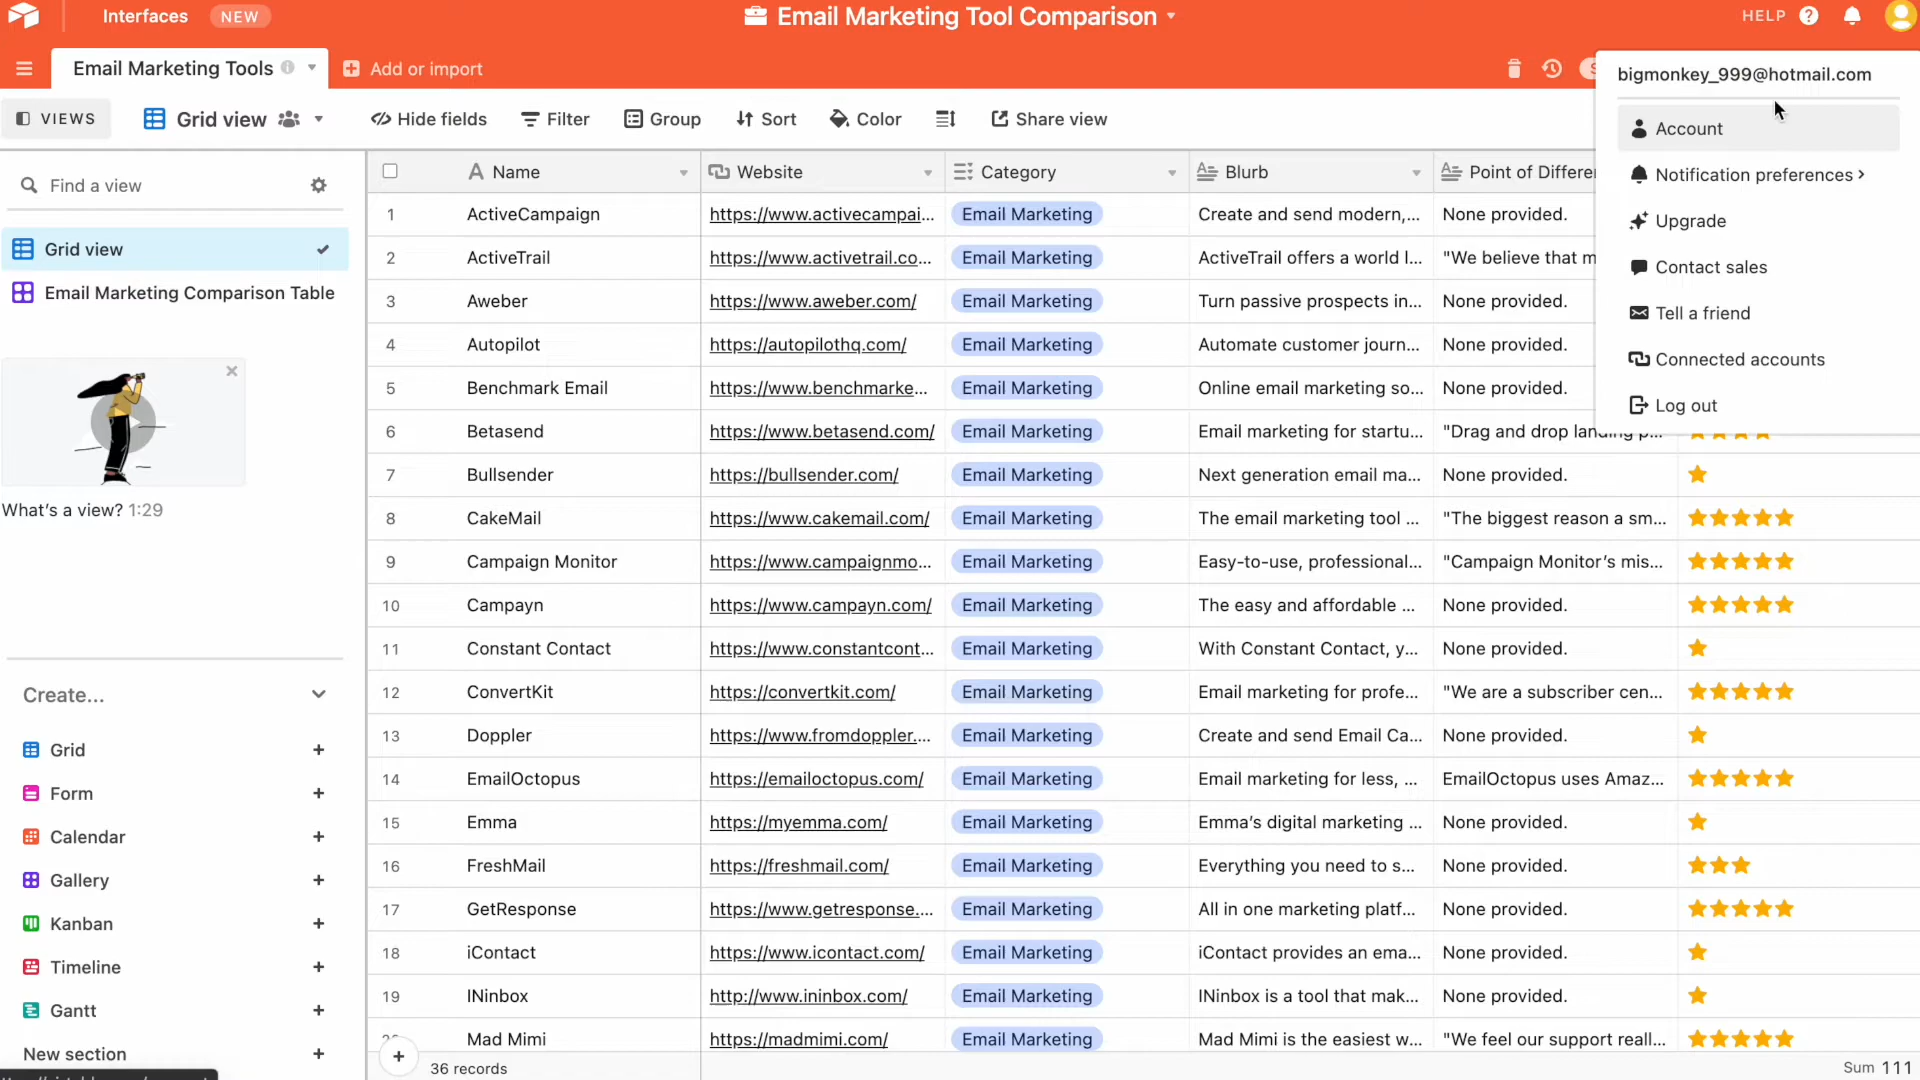 Interfaces NEW Email Marketing Tool Comparison HELP
Email Marketing Tools Add or import
bigmonkey_999@hotmail.com
Account
Notification preferences
Upgrade
Contact sales
Tell a friend
Connected accounts
Log out
VIEWS Grid view Hide fields Filter Group Sort Color Share view
Find a view
Grid view
Email Marketing Comparison Table
What's a view? 1:29
Create...
Grid
Form
Calendar
Gallery
Kanban
Timeline
Gantt
New section
Name Website Category Blurb Point of Differen
1 ActiveCampaign https://www.activecampai... Email Marketing Create and send modern,... None provided.
2 ActiveTrail https://www.activetrail.co... Email Marketing ActiveTrail offers a world l... "We believe that m
3 Aweber https://www.aweber.com/ Email Marketing Turn passive prospects in... None provided.
4 Autopilot https://autopilothq.com/ Email Marketing Automate customer journ... None provided.
5 Benchmark Email https://www.benchmarke... Email Marketing Online email marketing so... None provided.
6 Betasend https://www.betasend.com/ Email Marketing Email marketing for startu... "Drag and drop landing p...
7 Bullsender https://bullsender.com/ Email Marketing Next generation email ma... None provided.
8 CakeMail https://www.cakemail.com/ Email Marketing The email marketing tool ... "The biggest reason a sm...
9 Campaign Monitor https://www.campaignmo... Email Marketing Easy-to-use, professional... "Campaign Monitor's mis...
10 Campayn https://www.campayn.com/ Email Marketing The easy and affordable ... None provided.
11 Constant Contact https://www.constantcont... Email Marketing With Constant Contact, y... None provided.
12 ConvertKit https://convertkit.com/ Email Marketing Email marketing for profe... "We are a subscriber cen...
13 Doppler https://www.fromdoppler.... Email Marketing Create and send Email Ca... None provided.
14 EmailOctopus https://emailoctopus.com/ Email Marketing Email marketing for less, ... EmailOctopus uses Amaz...
15 Emma https://myemma.com/ Email Marketing Emma's digital marketing ... None provided.
16 FreshMail https://freshmail.com/ Email Marketing Everything you need to s... None provided.
17 GetResponse https://www.getresponse.... Email Marketing All in one marketing platf... None provided.
18 iContact https://www.icontact.com/ Email Marketing iContact provides an ema... None provided.
19 INinbox http://www.ininbox.com/ Email Marketing INinbox is a tool that mak... None provided.
Mad Mimi https://madmimi.com/ Email Marketing Mad Mimi is the easiest w... "We feel our support reall...
36 records Sum 111